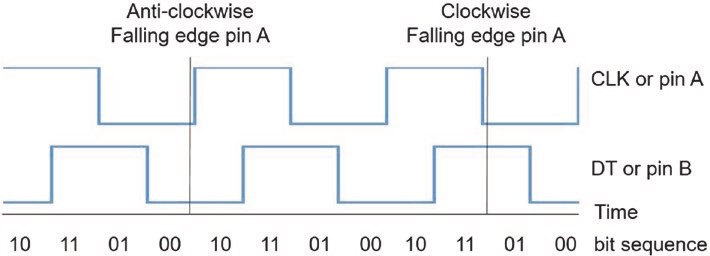 Anti-clockwise
Falling edge pin A
Clockwise
Falling edge pin A
CLK or pin A
DT or pin B
Time
10 11 01 00 10 11 01 00 10 11 01 00 bit sequence